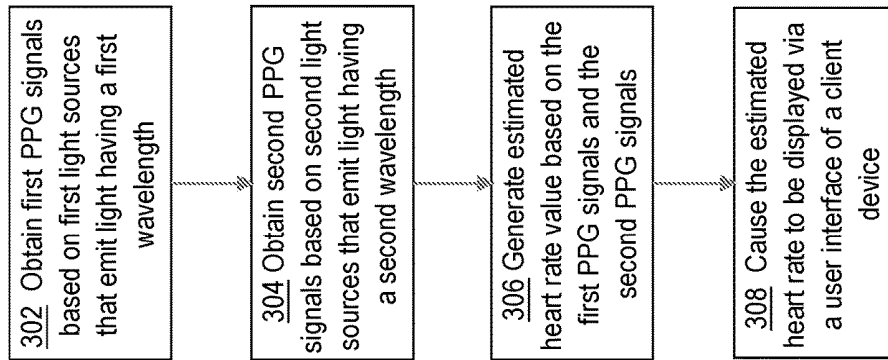 302 Obtain first PPG signals
based on first light sources
that emit light having a first
wavelength
304 Obtain second PPG
signals based on second light
sources that emit light having
a second wavelength
306 Generate estimated
heart rate value based on the
first PPG signals and the
second PPG signals
308 Cause the estimated
heart rate to be displayed via
a user interface of a client
device